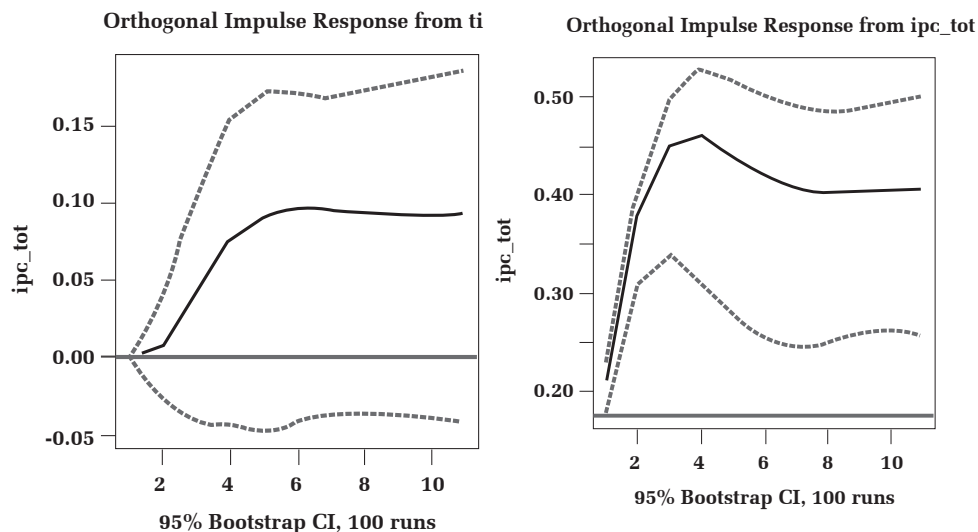 Orthogonal Impulse Response from ti
ipc_tot
0.15
0.10
0.05
0.00
-0.05
2 4 6 8 10
95% Bootstrap CI, 100 runs
Orthogonal Impulse Response from ipc_tot
ipc_tot
0.50
0.40
0.30
0.20
2 4 6 8 10
95% Bootstrap CI, 100 runs